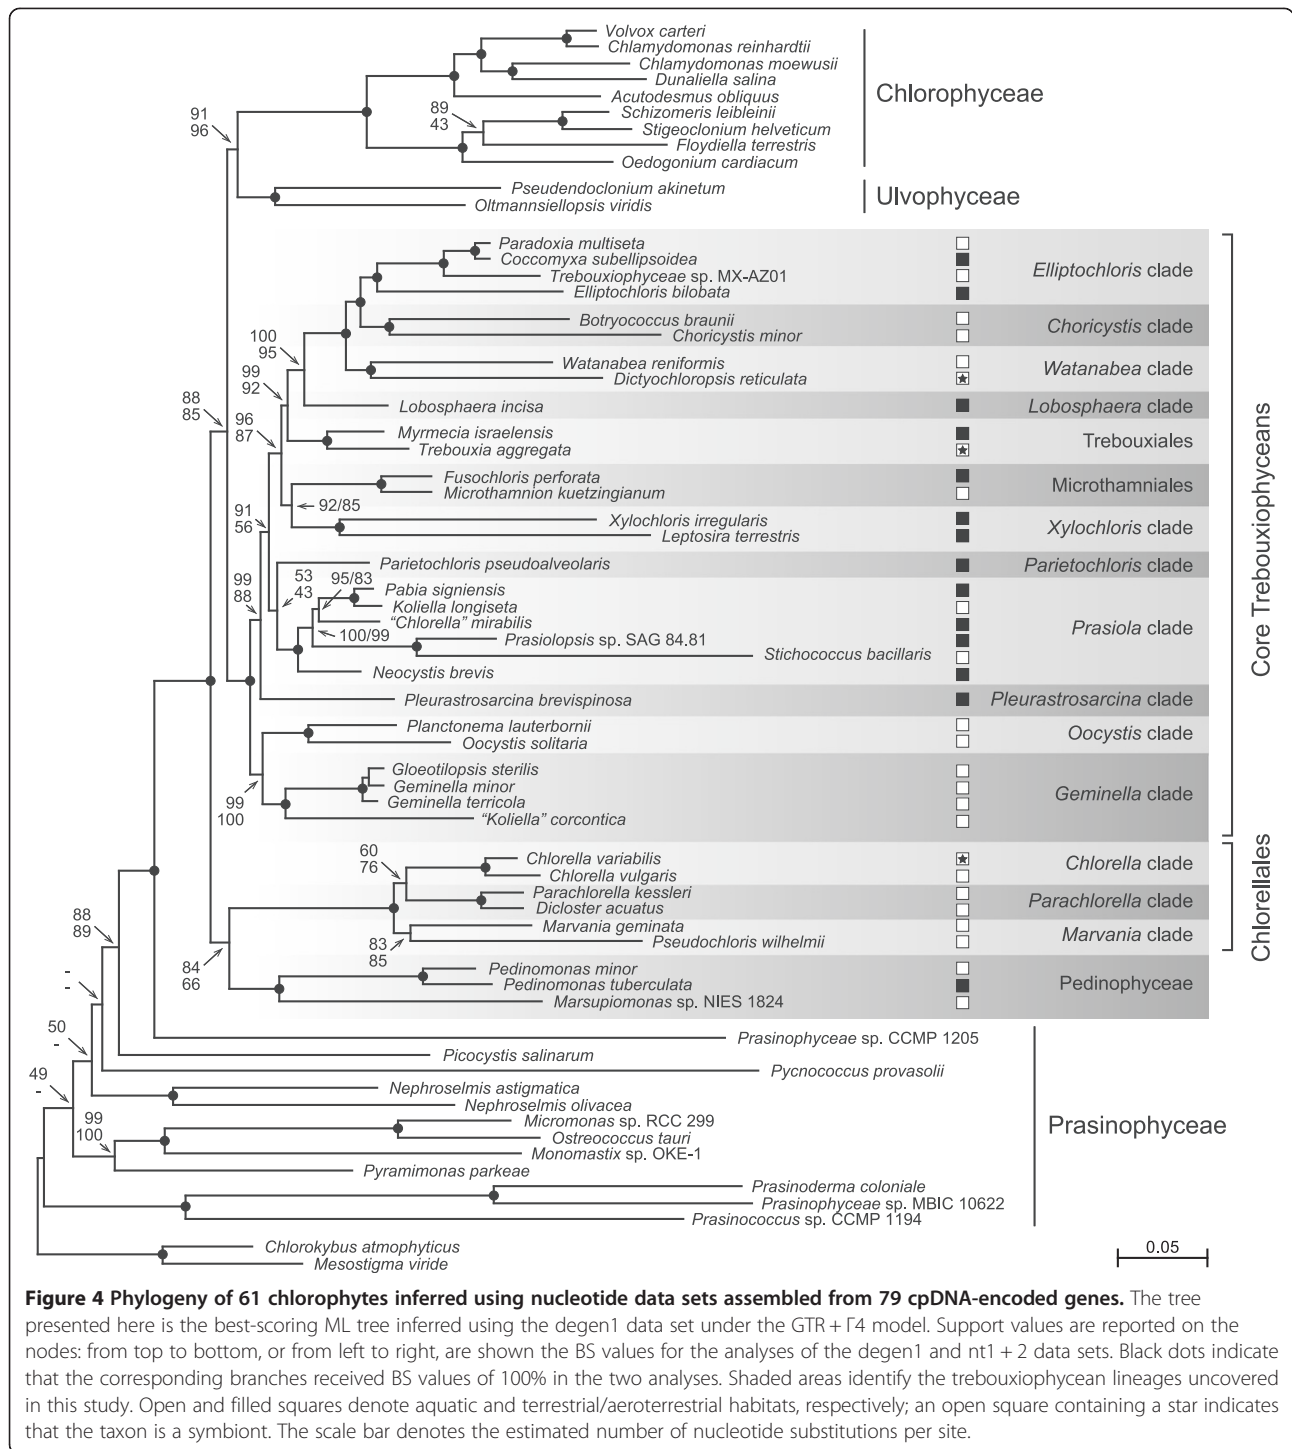 Volvox carteri
Chlamydomonas reinhardtii
Chlamydomonas moewusii
Dunaliella salina
Acutodesmus obliquus
Schizomeris leibleinii
Stigeoclonium helveticum
Floydiella terrestris
Oedogonium cardiacum
Chlorophyceae
89
43
91
96
Pseudendoclonium akinetum
Oltmannsiellopsis viridis
Ulvophyceae
Paradoxia multiseta
Coccomyxa subellipsoidea
Trebouxiophyceae sp. MX-AZ01
Elliptochloris bilobata
Elliptochloris clade
Botryococcus braunii
Choricystis minor
Choricystis clade
100
95
Watanabea reniformis
Dictyochloropsis reticulata
Watanabea clade
99
92
88
85
Lobosphaera incisa
Lobosphaera clade
96
87
Myrmecia israelensis
Trebouxia aggregata
Trebouxiales
Fusochloris perforata
Microthamnion kuetzingianum
Microthamniales
92/85
91
56
Xylochloris irregularis
Leptosira terrestris
Xylochloris clade
Parietochloris pseudoalveolaris
Parietochloris clade
53
43
95/83
99
88
Pabia signiensis
Koliella longiseta
"Chlorella" mirabilis
100/99
Prasiolopsis sp. SAG 84.81
Stichococcus bacillaris
Neocystis brevis
Prasiola clade
Pleurastrosarcina brevispinosa
Pleurastrosarcina clade
Planctonema lauterbornii
Oocystis solitaria
Oocystis clade
99
100
Gloeotilopsis sterilis
Geminella minor
Geminella terricola
"Koliella" corcontica
Geminella clade
Core Trebouxiophyceans
60
76
Chlorella variabilis
Chlorella vulgaris
Chlorella clade
Parachlorella kessleri
Dicloster acuatus
Parachlorella clade
Marvania geminata
Pseudochloris wilhelmii
Marvania clade
83
85
Chlorellales
88
89
84
66
Pedinomonas minor
Pedinomonas tuberculata
Marsupiomonas sp. NIES 1824
Pedinophyceae
-
-
Prasinophyceae sp. CCMP 1205
50
-
Picocystis salinarum
Pycnococcus provasolii
49
-
Nephroselmis astigmatica
Nephroselmis olivacea
99
100
Micromonas sp. RCC 299
Ostreococcus tauri
Monomastix sp. OKE-1
Pyramimonas parkeae
Prasinoderma coloniale
Prasinophyceae sp. MBIC 10622
Prasinococcus sp. CCMP 1194
Prasinophyceae
Chlorokybus atmophyticus
Mesostigma viride
0.05
Figure 4 Phylogeny of 61 chlorophytes inferred using nucleotide data sets assembled from 79 cpDNA-encoded genes. The tree
presented here is the best-scoring ML tree inferred using the degen1 data set under the GTR + Γ4 model. Support values are reported on the
nodes: from top to bottom, or from left to right, are shown the BS values for the analyses of the degen1 and nt1 + 2 data sets. Black dots indicate
that the corresponding branches received BS values of 100% in the two analyses. Shaded areas identify the trebouxiophycean lineages uncovered
in this study. Open and filled squares denote aquatic and terrestrial/aeroterrestrial habitats, respectively; an open square containing a star indicates
that the taxon is a symbiont. The scale bar denotes the estimated number of nucleotide substitutions per site.